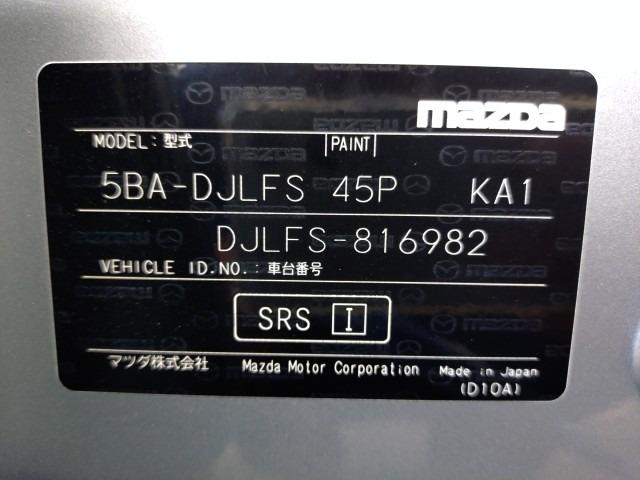 mazda
MODEL:型式 |PAINT|
5BA-DJLFS 45P KA1
DJLFS-816982
VEHICLE ID.NO.:車台番号
SRS I
マツダ株式会社 Mazda Motor Corporation Made in Japan
(D10A)